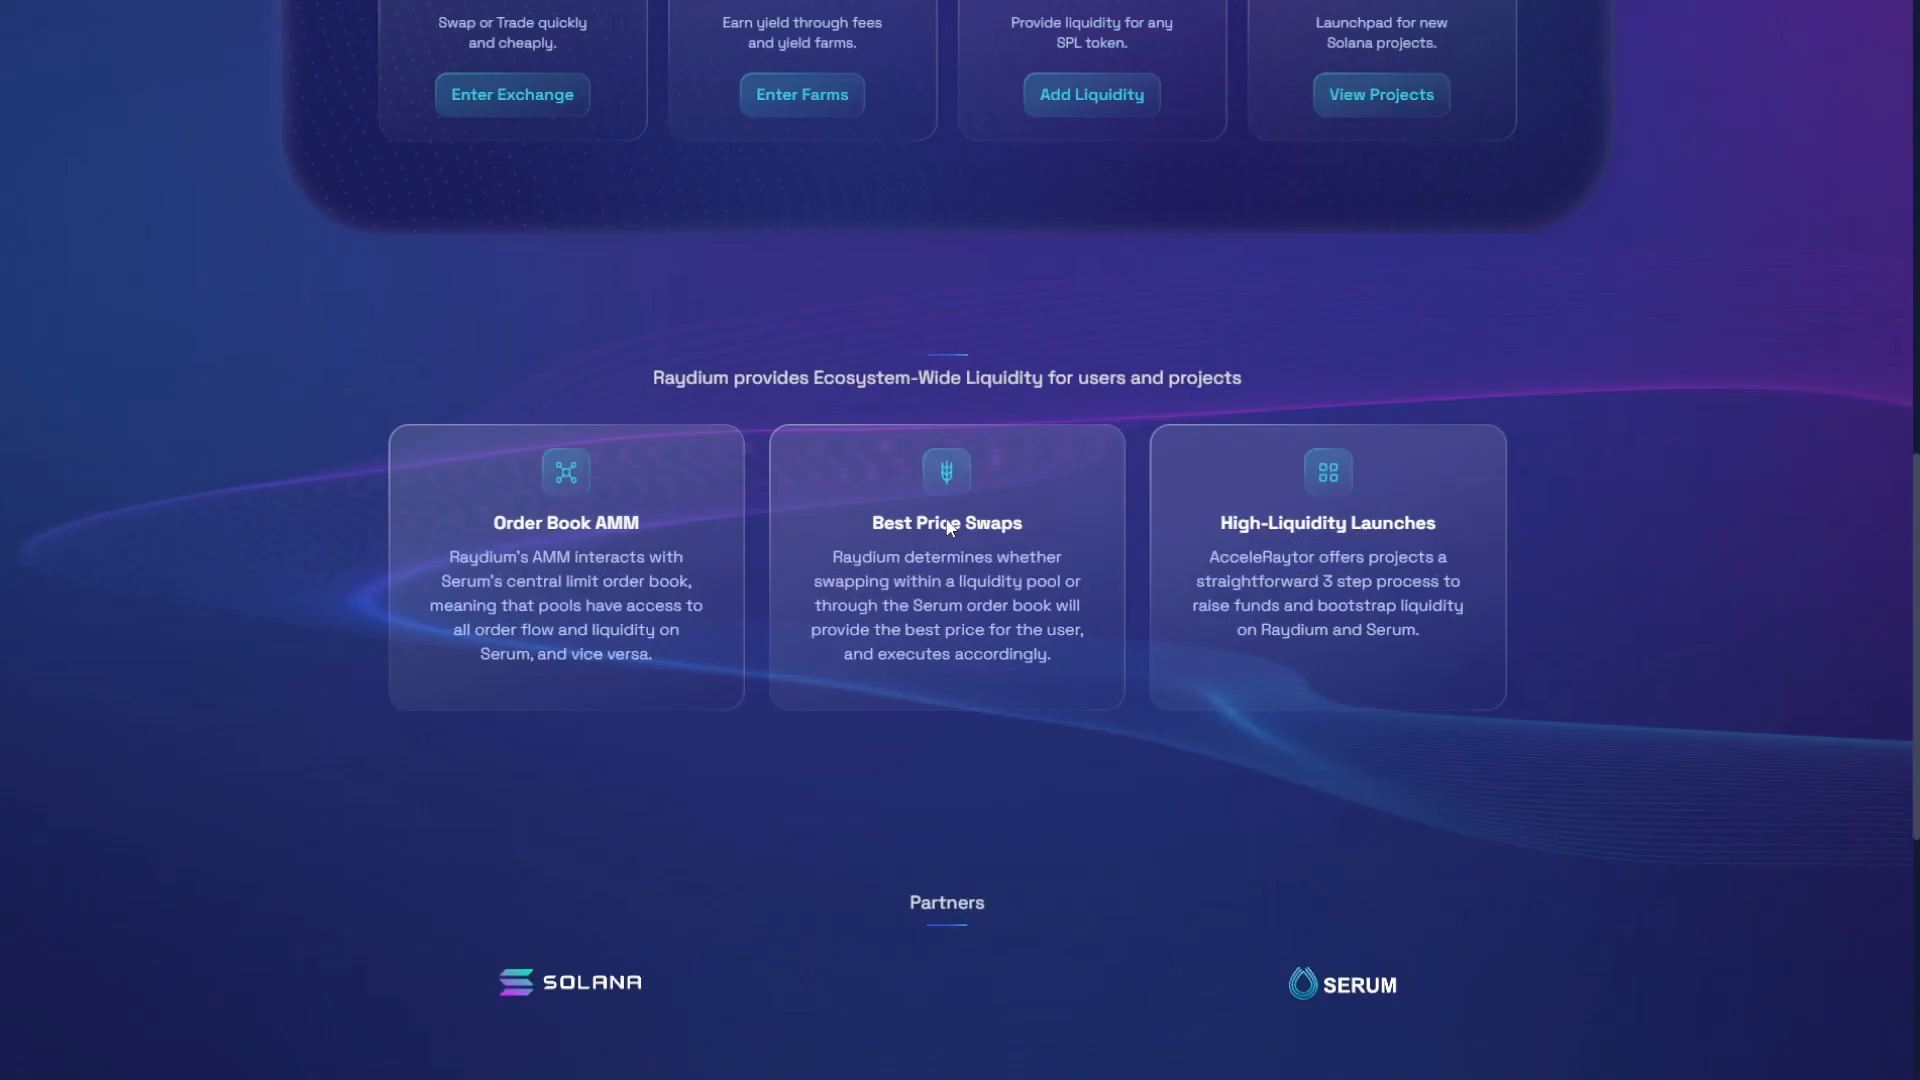 Swap or Trade quickly
and cheaply.
Enter Exchange
Earn yield through fees
and yield farms.
Enter Farms
Provide liquidity for any
SPL token.
Add Liquidity
Launchpad for new
Solana projects.
View Projects
Raydium provides Ecosystem-Wide Liquidity for users and projects
Order Book AMM
Raydium's AMM interacts with
Serum's central limit order book,
meaning that pools have access to
all order flow and liquidity on
Serum, and vice versa.
Best Price Swaps
Raydium determines whether
swapping within a liquidity pool or
through the Serum order book will
provide the best price for the user,
and executes accordingly.
High-Liquidity Launches
AcceleRaytor offers projects a
straightforward 3 step process to
raise funds and bootstrap liquidity
on Raydium and Serum.
Partners
SOLANA
SERUM